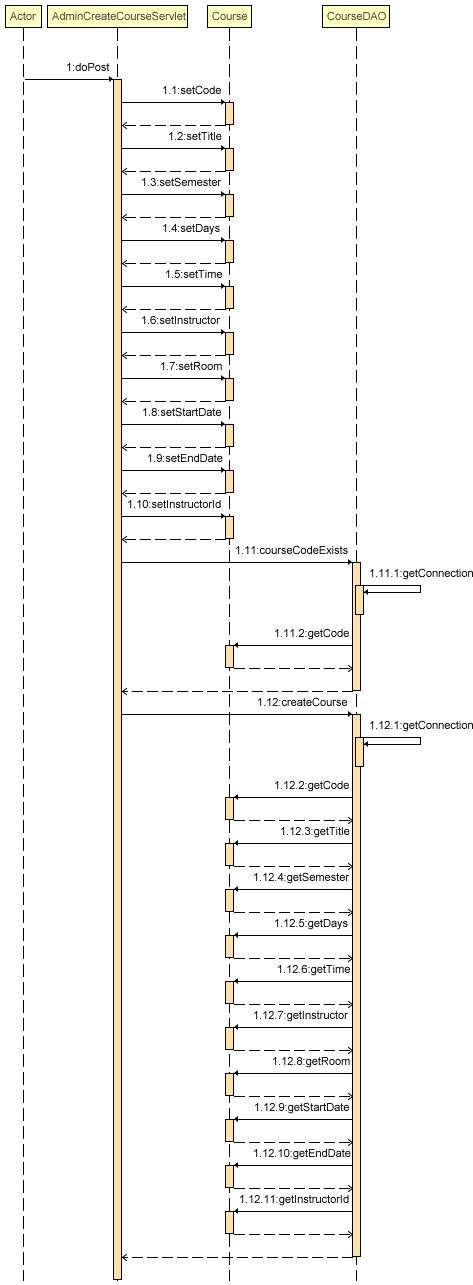 Actor
AdminCreateCourseServlet
Course
CourseDAO
1:doPost
1.1:setCode
1.2:setTitle
1.3:setSemester
1.4:setDays
1.5:setTime
1.6:setInstructor
1.7:setRoom
1.8:setStartDate
1.9:setEndDate
1.10:setInstructorId
1.11:courseCodeExists
1.11.1:getConnection
1.11.2:getCode
1.12:createCourse
1.12.1:getConnection
1.12.2:getCode
1.12.3:getTitle
1.12.4:getSemester
1.12.5:getDays
1.12.6:getTime
1.12.7:getInstructor
1.12.8:getRoom
1.12.9:getStartDate
1.12.10:getEndDate
1.12.11:getInstructorId